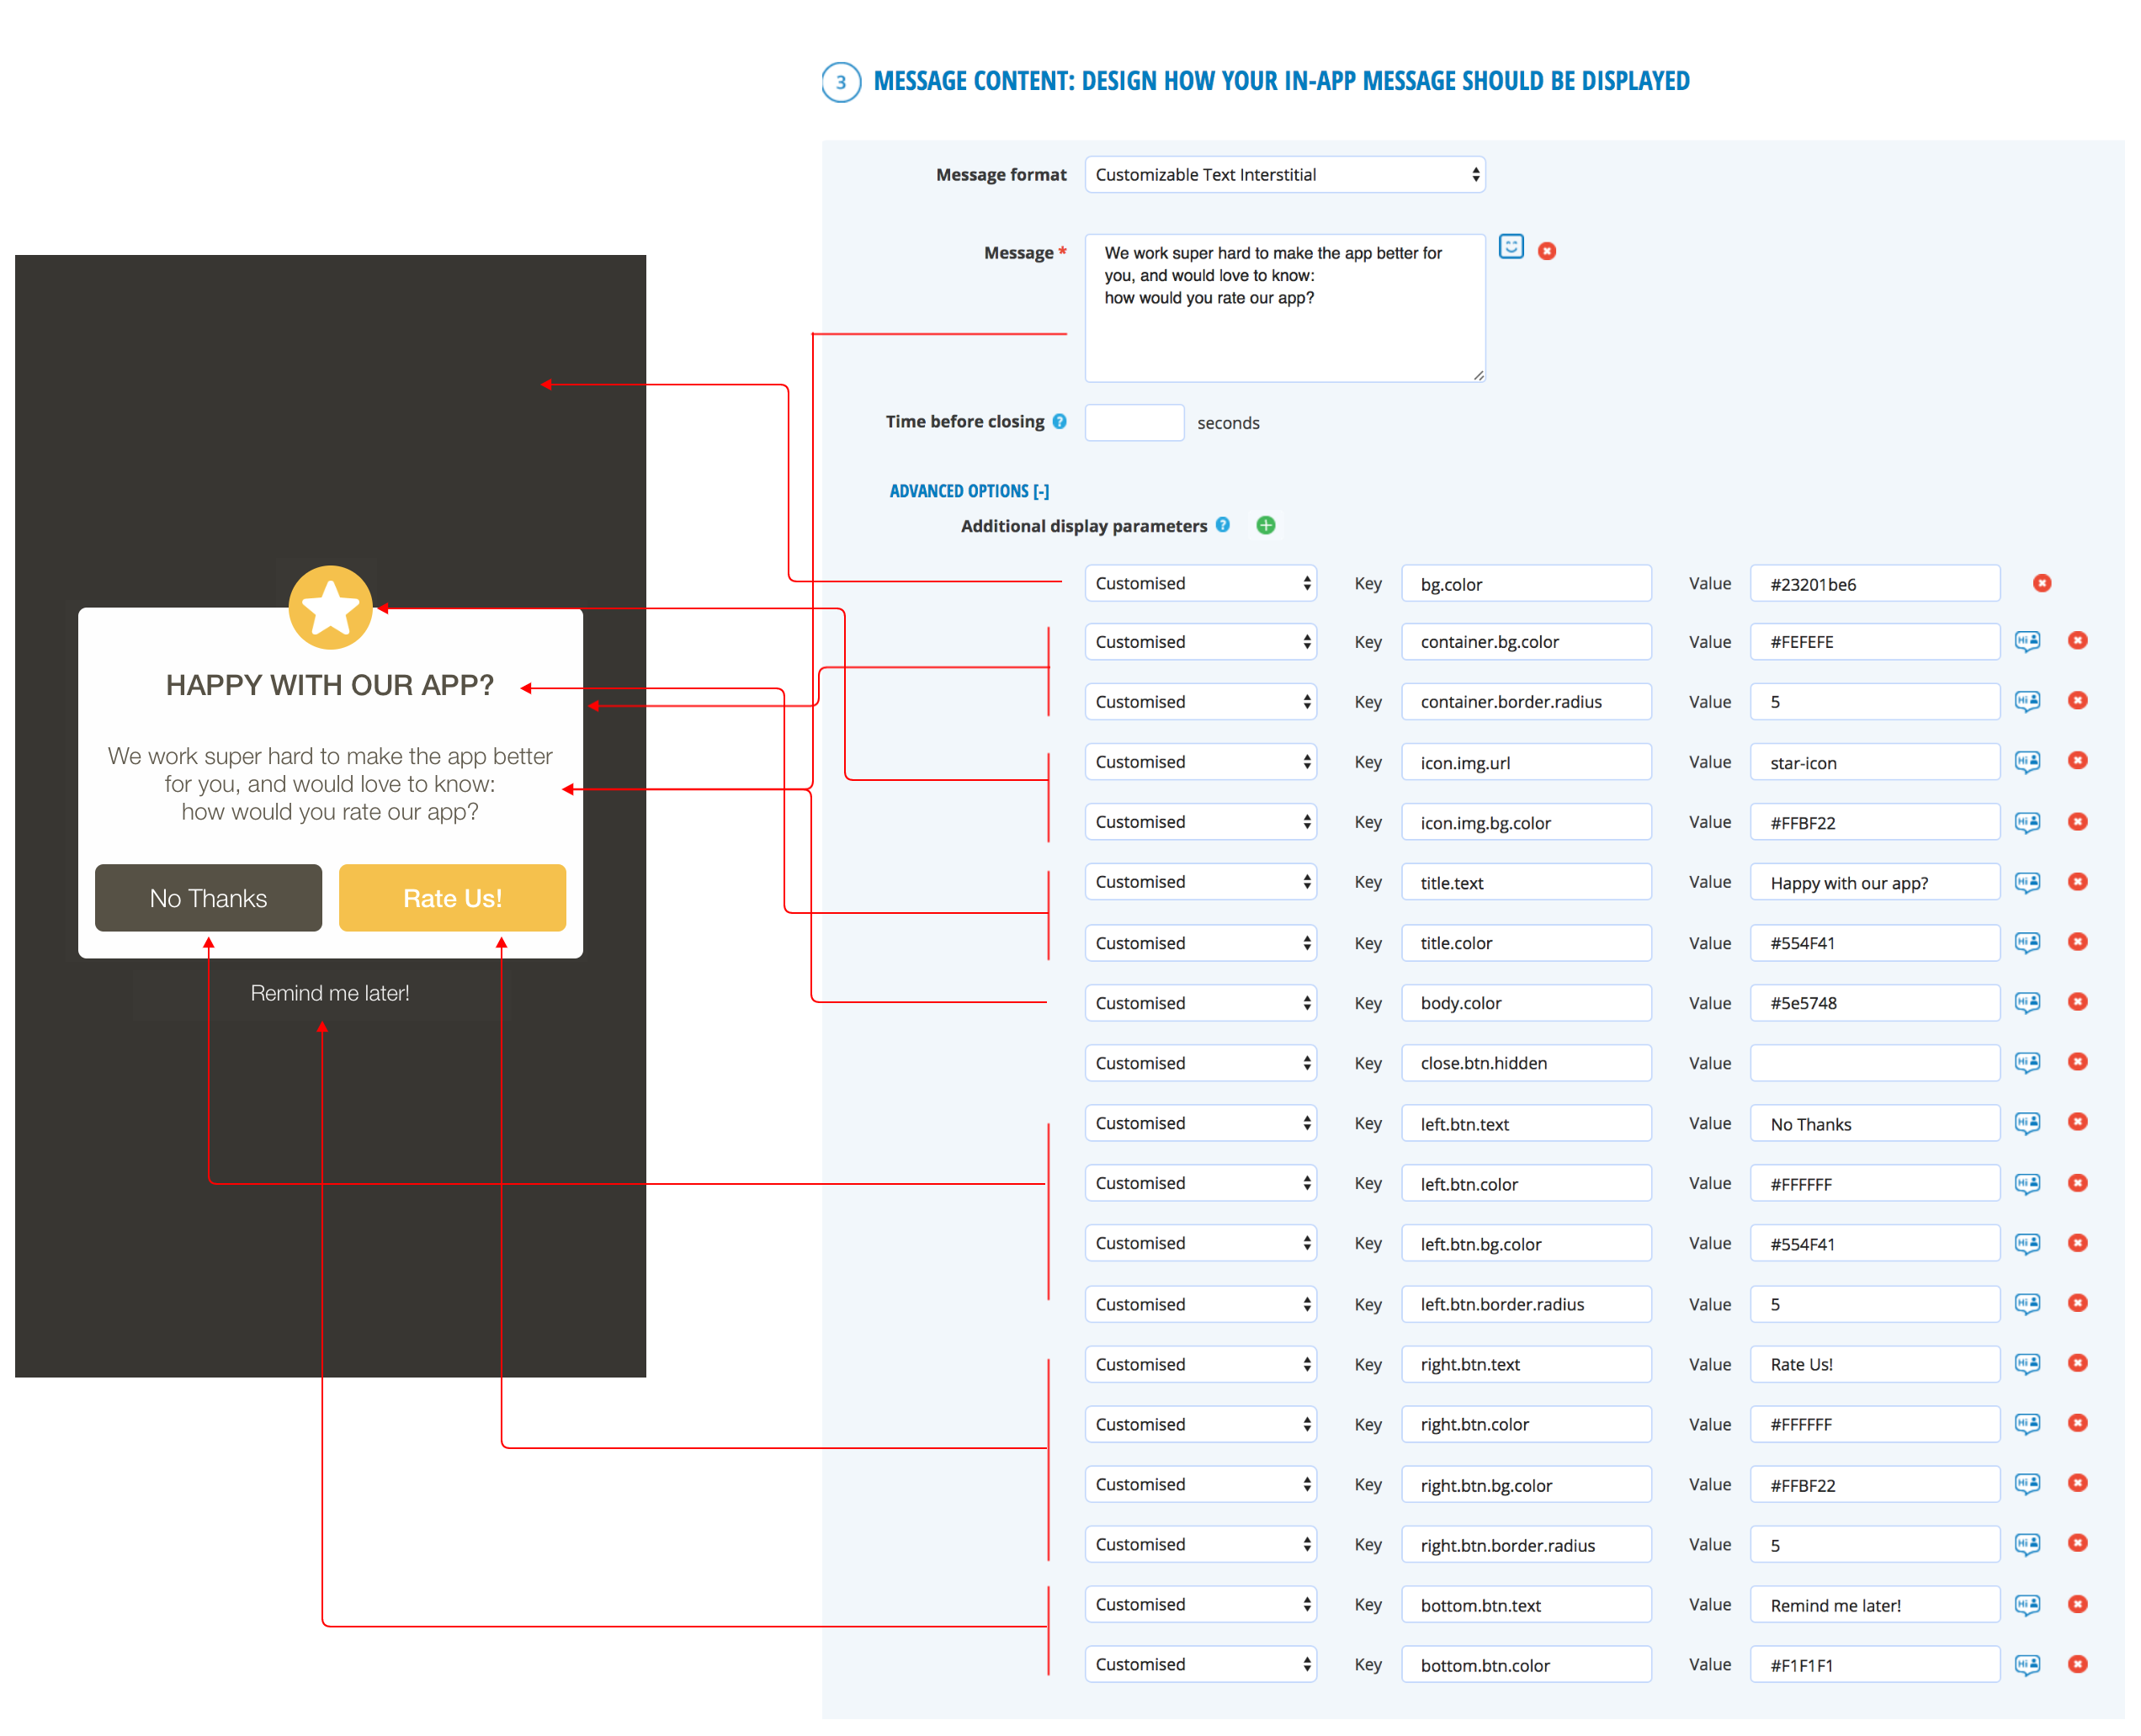 3 MESSAGE CONTENT: DESIGN HOW YOUR IN-APP MESSAGE SHOULD BE DISPLAYED
Message format Customizable Text Interstitial
Message * We work super hard to make the app better for
you, and would love to know:
how would you rate our app?
Time before closing ? seconds
ADVANCED OPTIONS [-]
Additional display parameters ?
Customised Key bg.color Value #23201be6
Customised Key container.bg.color Value #FEFEFE
Customised Key container.border.radius Value 5
Customised Key icon.img.url Value star-icon
Customised Key icon.img.bg.color Value #FFBF22
Customised Key title.text Value Happy with our app?
Customised Key title.color Value #554F41
Customised Key body.color Value #5e5748
Customised Key close.btn.hidden Value
Customised Key left.btn.text Value No Thanks
Customised Key left.btn.color Value #FFFFFF
Customised Key left.btn.bg.color Value #554F41
Customised Key left.btn.border.radius Value 5
Customised Key right.btn.text Value Rate Us!
Customised Key right.btn.color Value #FFFFFF
Customised Key right.btn.bg.color Value #FFBF22
Customised Key right.btn.border.radius Value 5
Customised Key bottom.btn.text Value Remind me later!
Customised Key bottom.btn.color Value #F1F1F1
HAPPY WITH OUR APP?
We work super hard to make the app better
for you, and would love to know:
how would you rate our app?
No Thanks Rate Us!
Remind me later!